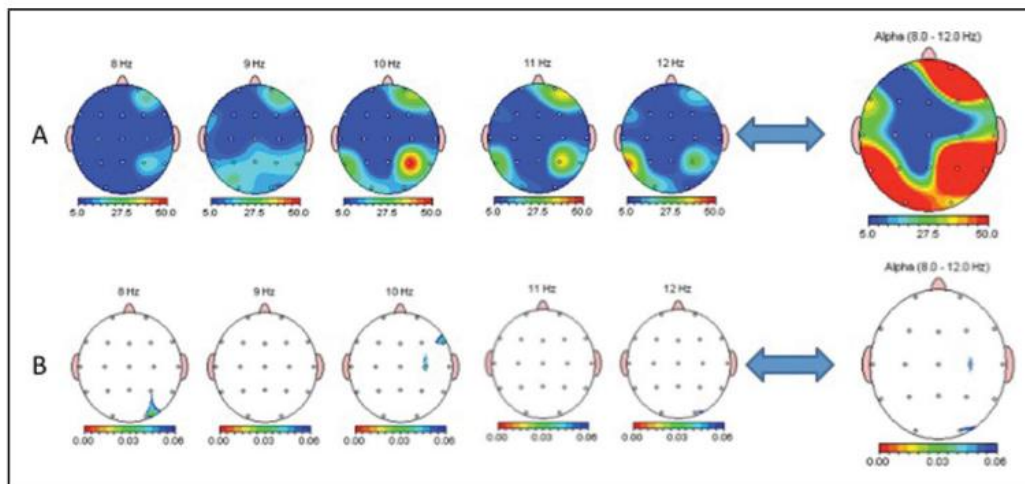 Alpha (8.0 - 12.0 Hz)
8 Hz 9 Hz 10 Hz 11 Hz 12 Hz
A
5.0 27.5 50.0 5.0 27.5 50.0 5.0 27.5 50.0 5.0 27.5 50.0 5.0 27.5 50.0
5.0 27.5 50.0
Alpha (8.0 - 12.0 Hz)
8 Hz 9 Hz 10 Hz 11 Hz 12 Hz
B
0.00 0.03 0.06 0.00 0.03 0.06 0.00 0.03 0.06 0.00 0.03 0.06 0.00 0.03 0.06
0.00 0.03 0.06